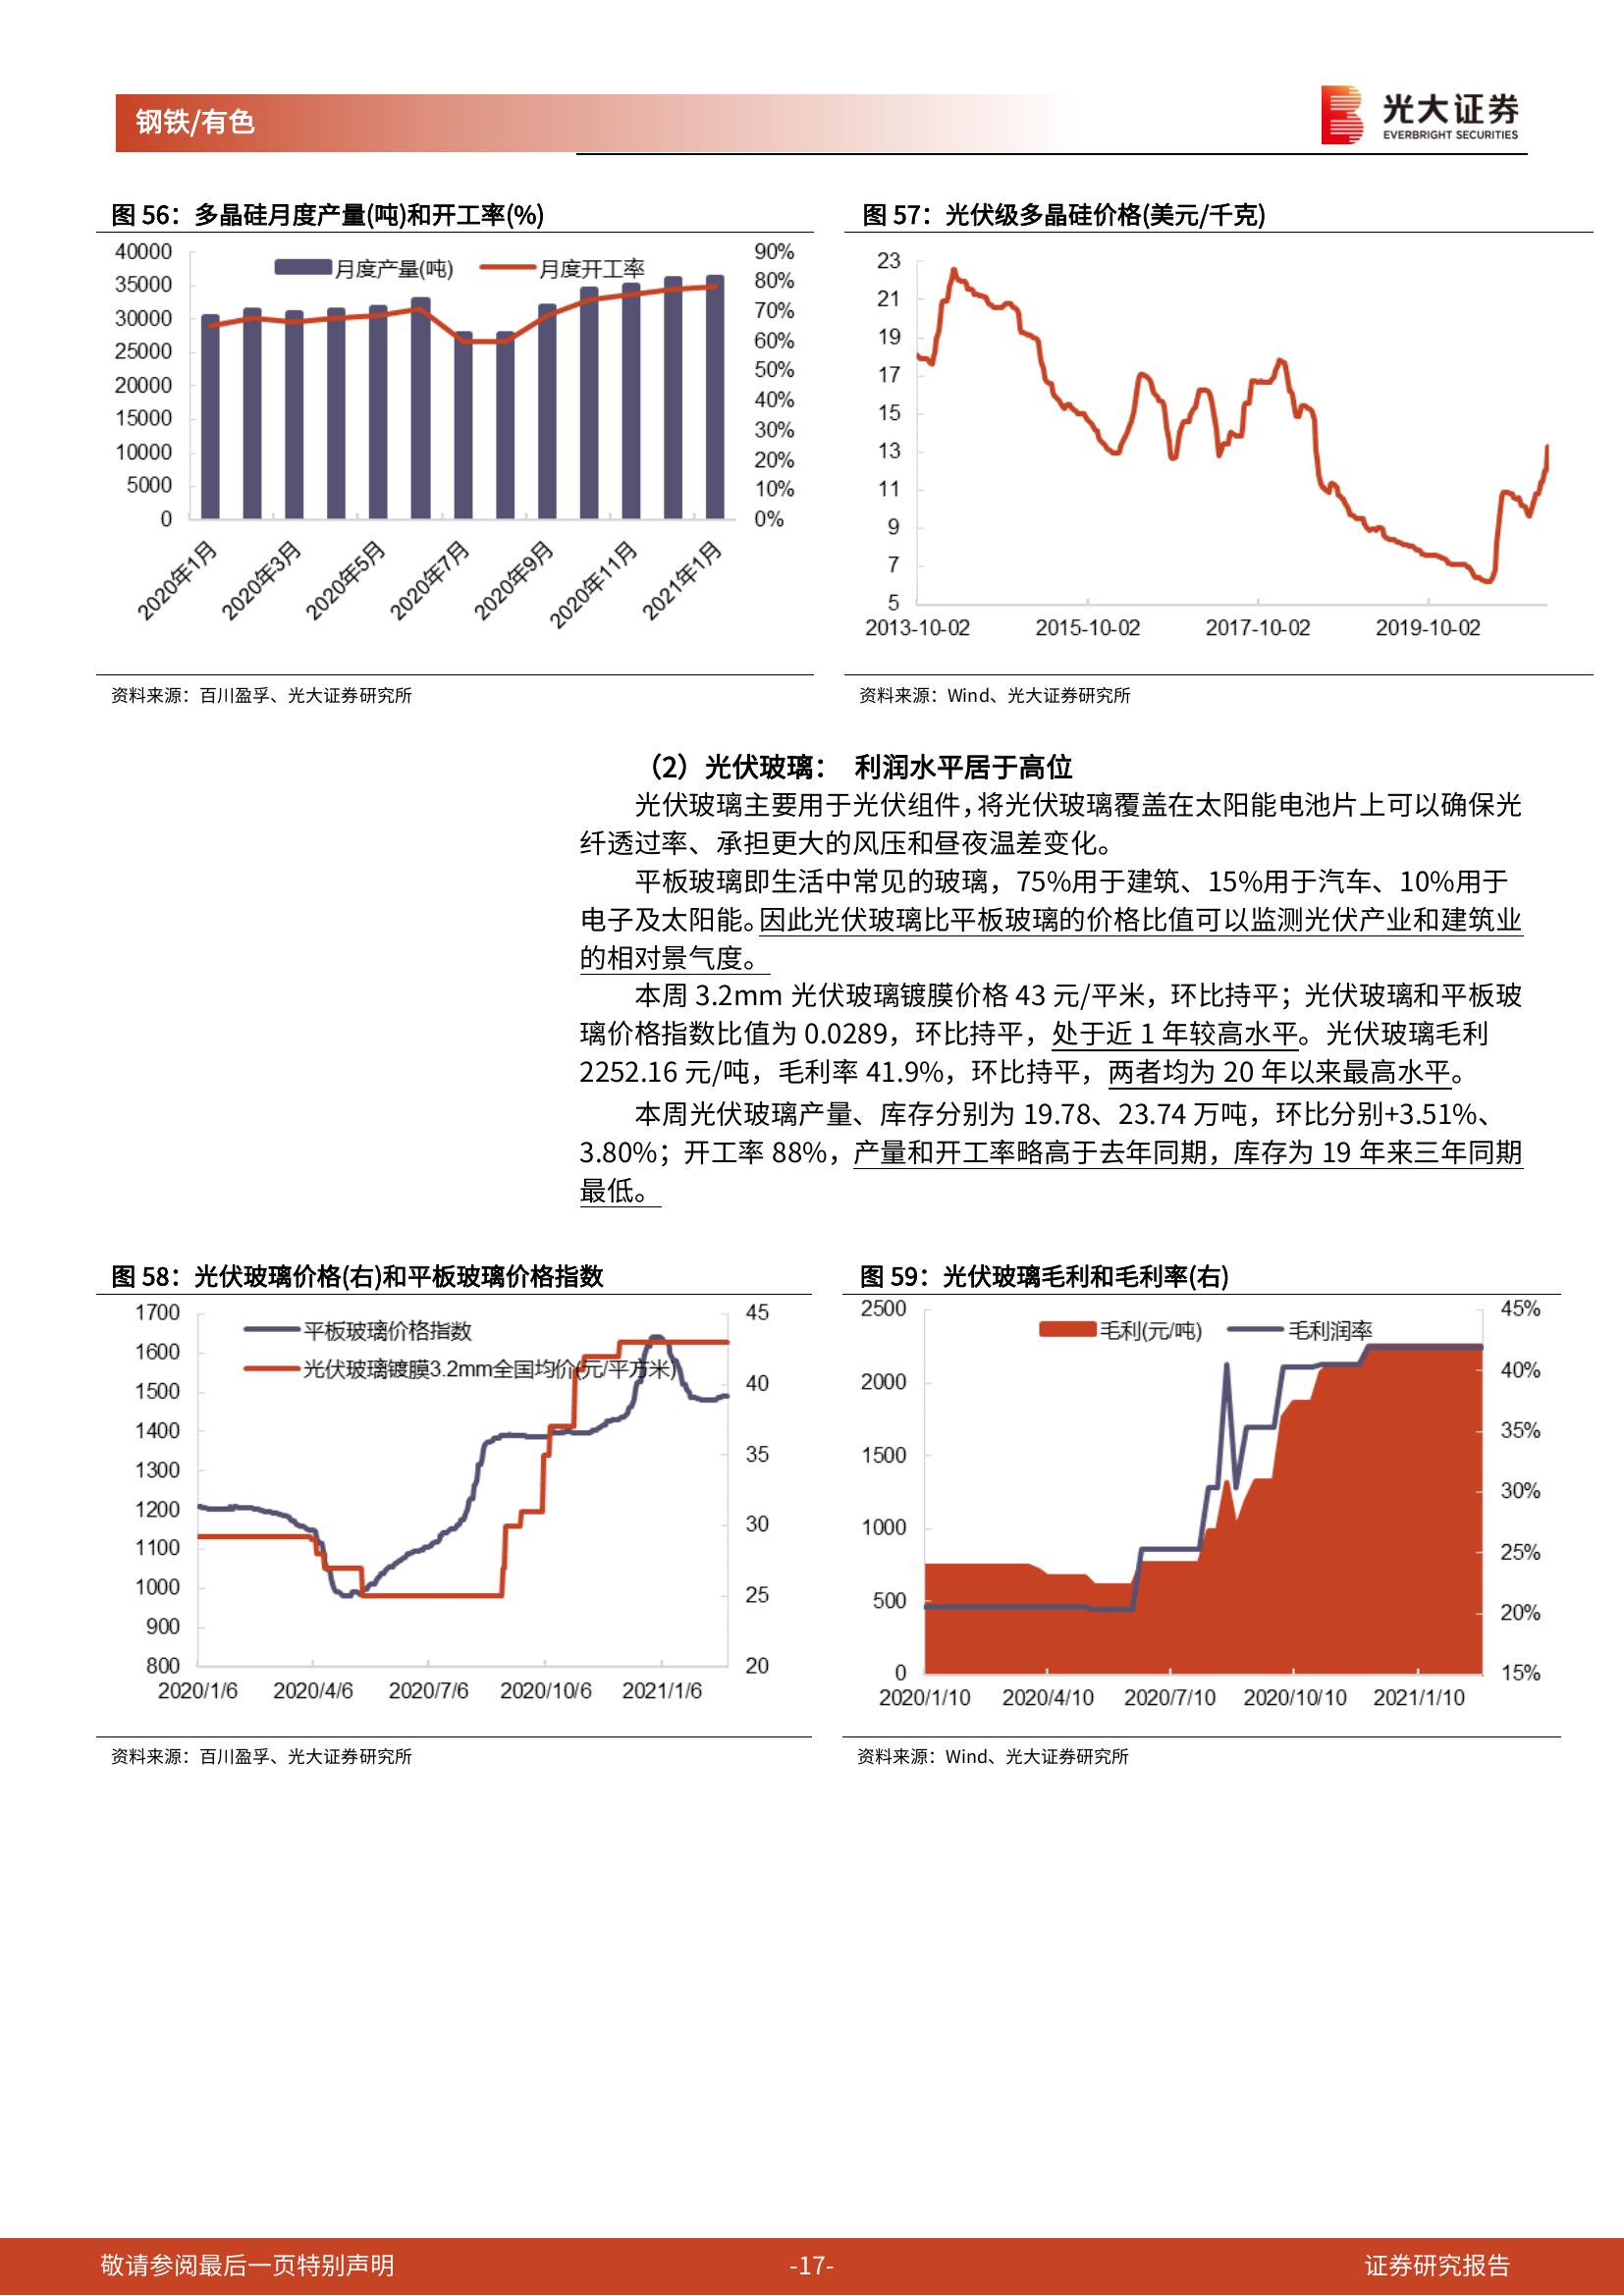 钢铁/有色
光大证券
EVERBRIGHT SECURITIES
图 56：多晶硅月度产量(吨)和开工率(%)
40000
35000
30000
25000
20000
15000
10000
5000
0
月度产量(吨)
月度开工率
90%
80%
70%
60%
50%
40%
30%
20%
10%
0%
2020年1月
2020年3月
2020年5月
2020年7月
2020年9月
2020年11月
2021年1月
资料来源：百川盈孚、光大证券研究所
图 57：光伏级多晶硅价格(美元/千克)
23
21
19
17
15
13
11
9
7
5
2013-10-02
2015-10-02
2017-10-02
2019-10-02
资料来源：Wind、光大证券研究所
（2）光伏玻璃： 利润水平居于高位
光伏玻璃主要用于光伏组件，将光伏玻璃覆盖在太阳能电池片上可以确保光
纤透过率、承担更大的风压和昼夜温差变化。
平板玻璃即生活中常见的玻璃，75%用于建筑、15%用于汽车、10%用于
电子及太阳能。因此光伏玻璃比平板玻璃的价格比值可以监测光伏产业和建筑业
的相对景气度。
本周 3.2mm 光伏玻璃镀膜价格 43 元/平米，环比持平；光伏玻璃和平板玻
璃价格指数比值为 0.0289，环比持平，处于近 1 年较高水平。光伏玻璃毛利
2252.16 元/吨，毛利率 41.9%，环比持平，两者均为 20 年以来最高水平。
本周光伏玻璃产量、库存分别为 19.78、23.74 万吨，环比分别+3.51%、
3.80%；开工率 88%，产量和开工率略高于去年同期，库存为 19 年来三年同期
最低。
图 58：光伏玻璃价格(右)和平板玻璃价格指数
1700
1600
1500
1400
1300
1200
1100
1000
900
800
平板玻璃价格指数
光伏玻璃镀膜3.2mm全国均价(元/平方米)
45
40
35
30
25
20
2020/1/6
2020/4/6
2020/7/6
2020/10/6
2021/1/6
资料来源：百川盈孚、光大证券研究所
图 59：光伏玻璃毛利和毛利率(右)
2500
2000
1500
1000
500
0
毛利(元/吨)
毛利润率
45%
40%
35%
30%
25%
20%
15%
2020/1/10
2020/4/10
2020/7/10
2020/10/10
2021/1/10
资料来源：Wind、光大证券研究所
敬请参阅最后一页特别声明
-17-
证券研究报告